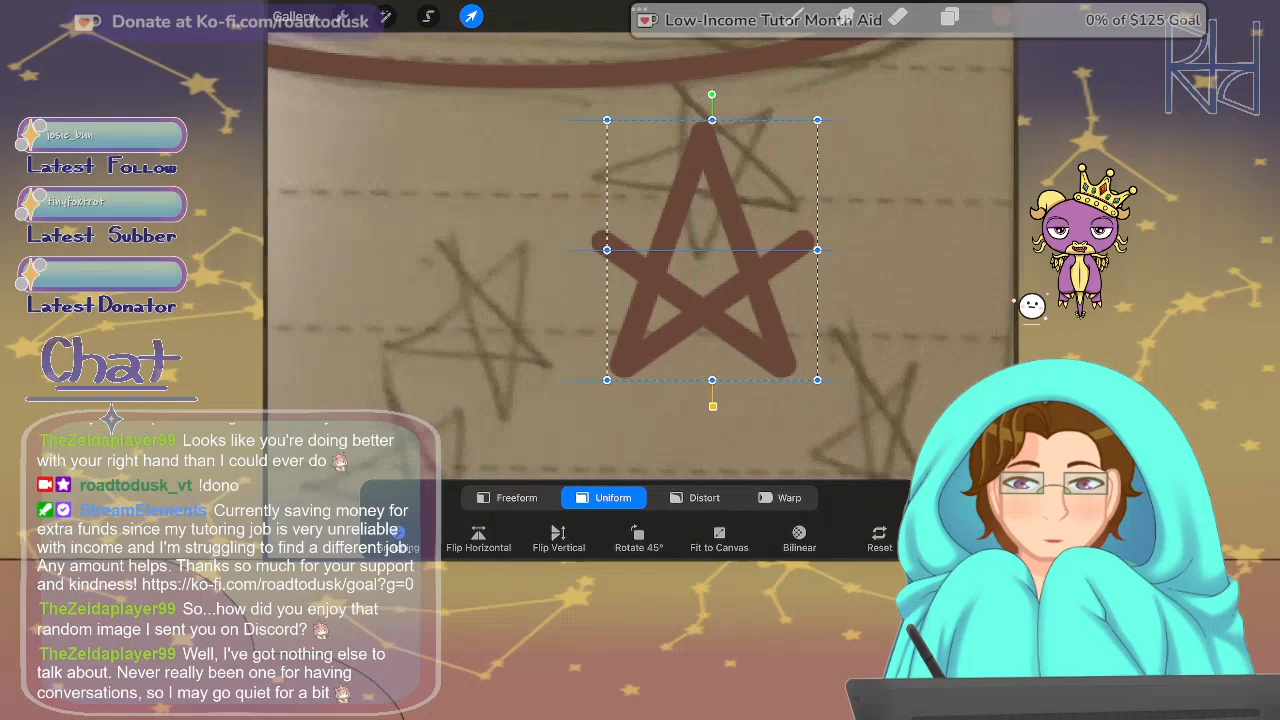 Donate at Ko-fi.com/roadtodusk
Gallery
Low-Income Tutor Month Aid
0% of $125 Goal
josie_bun
Latest Follow
tinyfoxtrot
Latest Subber
Latest Donator
Chat
TheZeldaplayer99 Looks like you're doing better
with your right hand than I could ever do
roadtodusk_vt !dono
StreamElements Currently saving money for
extra funds since my tutoring job is very unreliable
with income and I'm struggling to find a different job.
Any amount helps. Thanks so much for your support
and kindness! https://ko-fi.com/roadtodusk/goal?g=0
TheZeldaplayer99 So...how did you enjoy that
random image I sent you on Discord?
TheZeldaplayer99 Well, I've got nothing else to
talk about. Never really been one for having
conversations, so I may go quiet for a bit
Freeform
Uniform
Distort
Warp
Flip Horizontal
Flip Vertical
Rotate 45°
Fit to Canvas
Bilinear
Reset